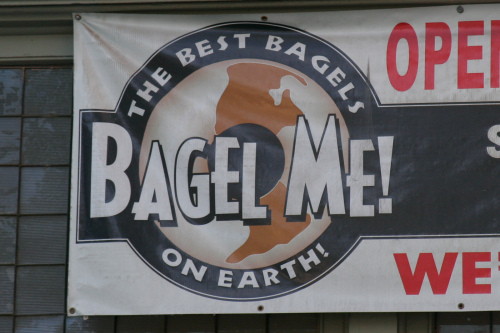 THE BEST BAGELS
BAGEL ME!
ON EARTH!
OPE
S
WE